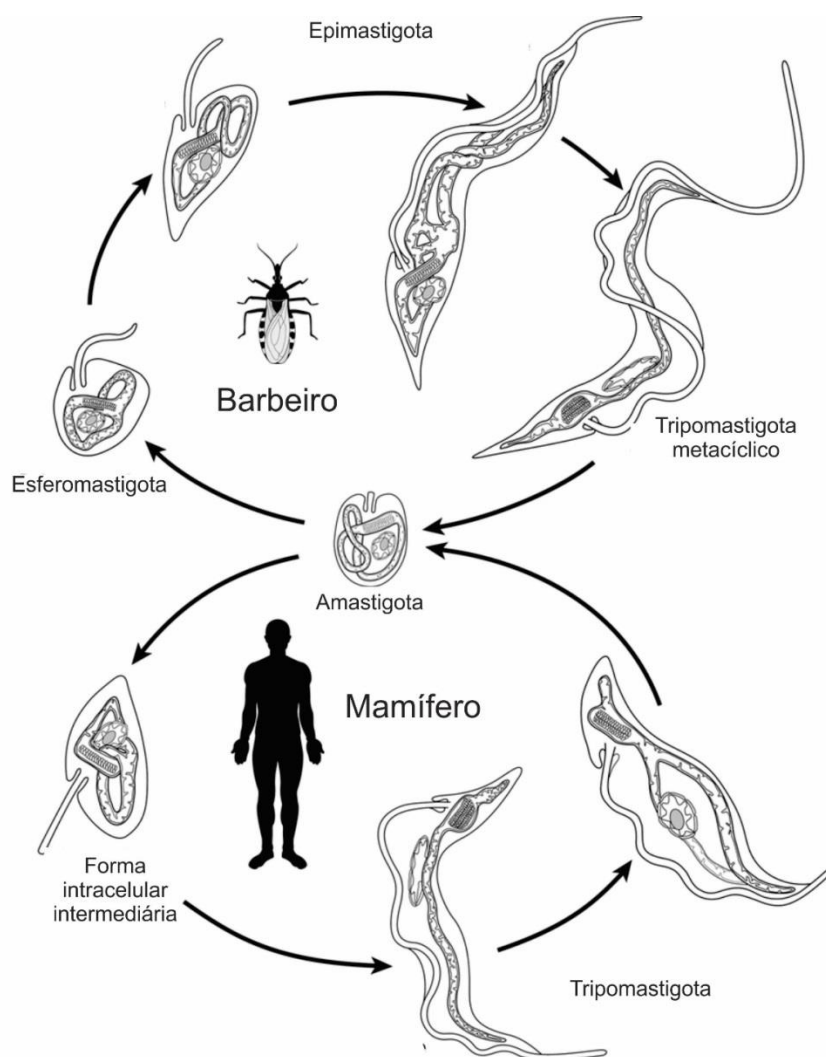 Epimastigota
Barbeiro
Tripomastigota
metacíclico
Esferomastigota
Amastigota
Mamífero
Forma
intracelular
intermediária
Tripomastigota